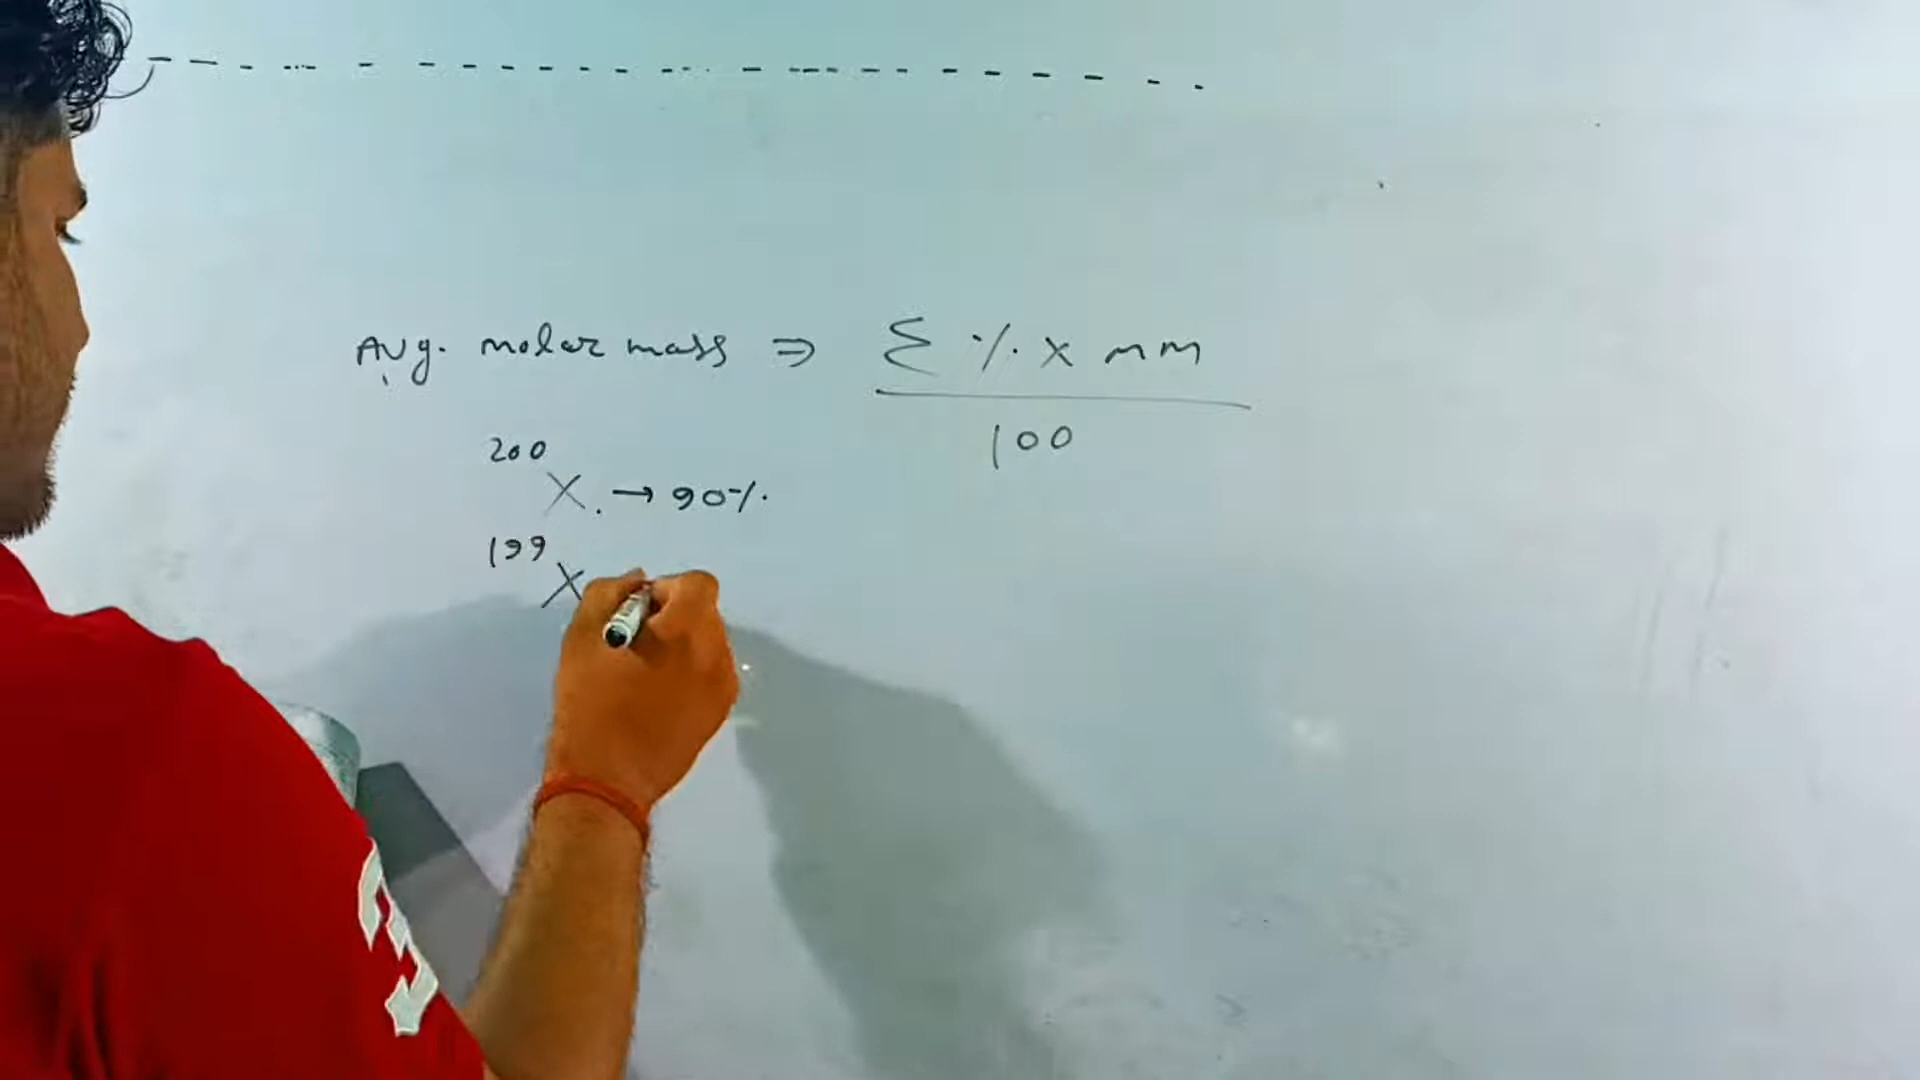 Avg. molar mass ⇒ Σ % x mm
100
200
X. → 90%.
199
X